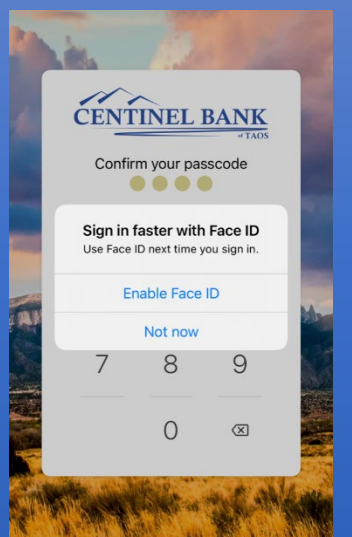 CENTINEL BANK
of TAOS
Confirm your passcode
Sign in faster with Face ID
Use Face ID next time you sign in.
Enable Face ID
Not now
7 8 9
0